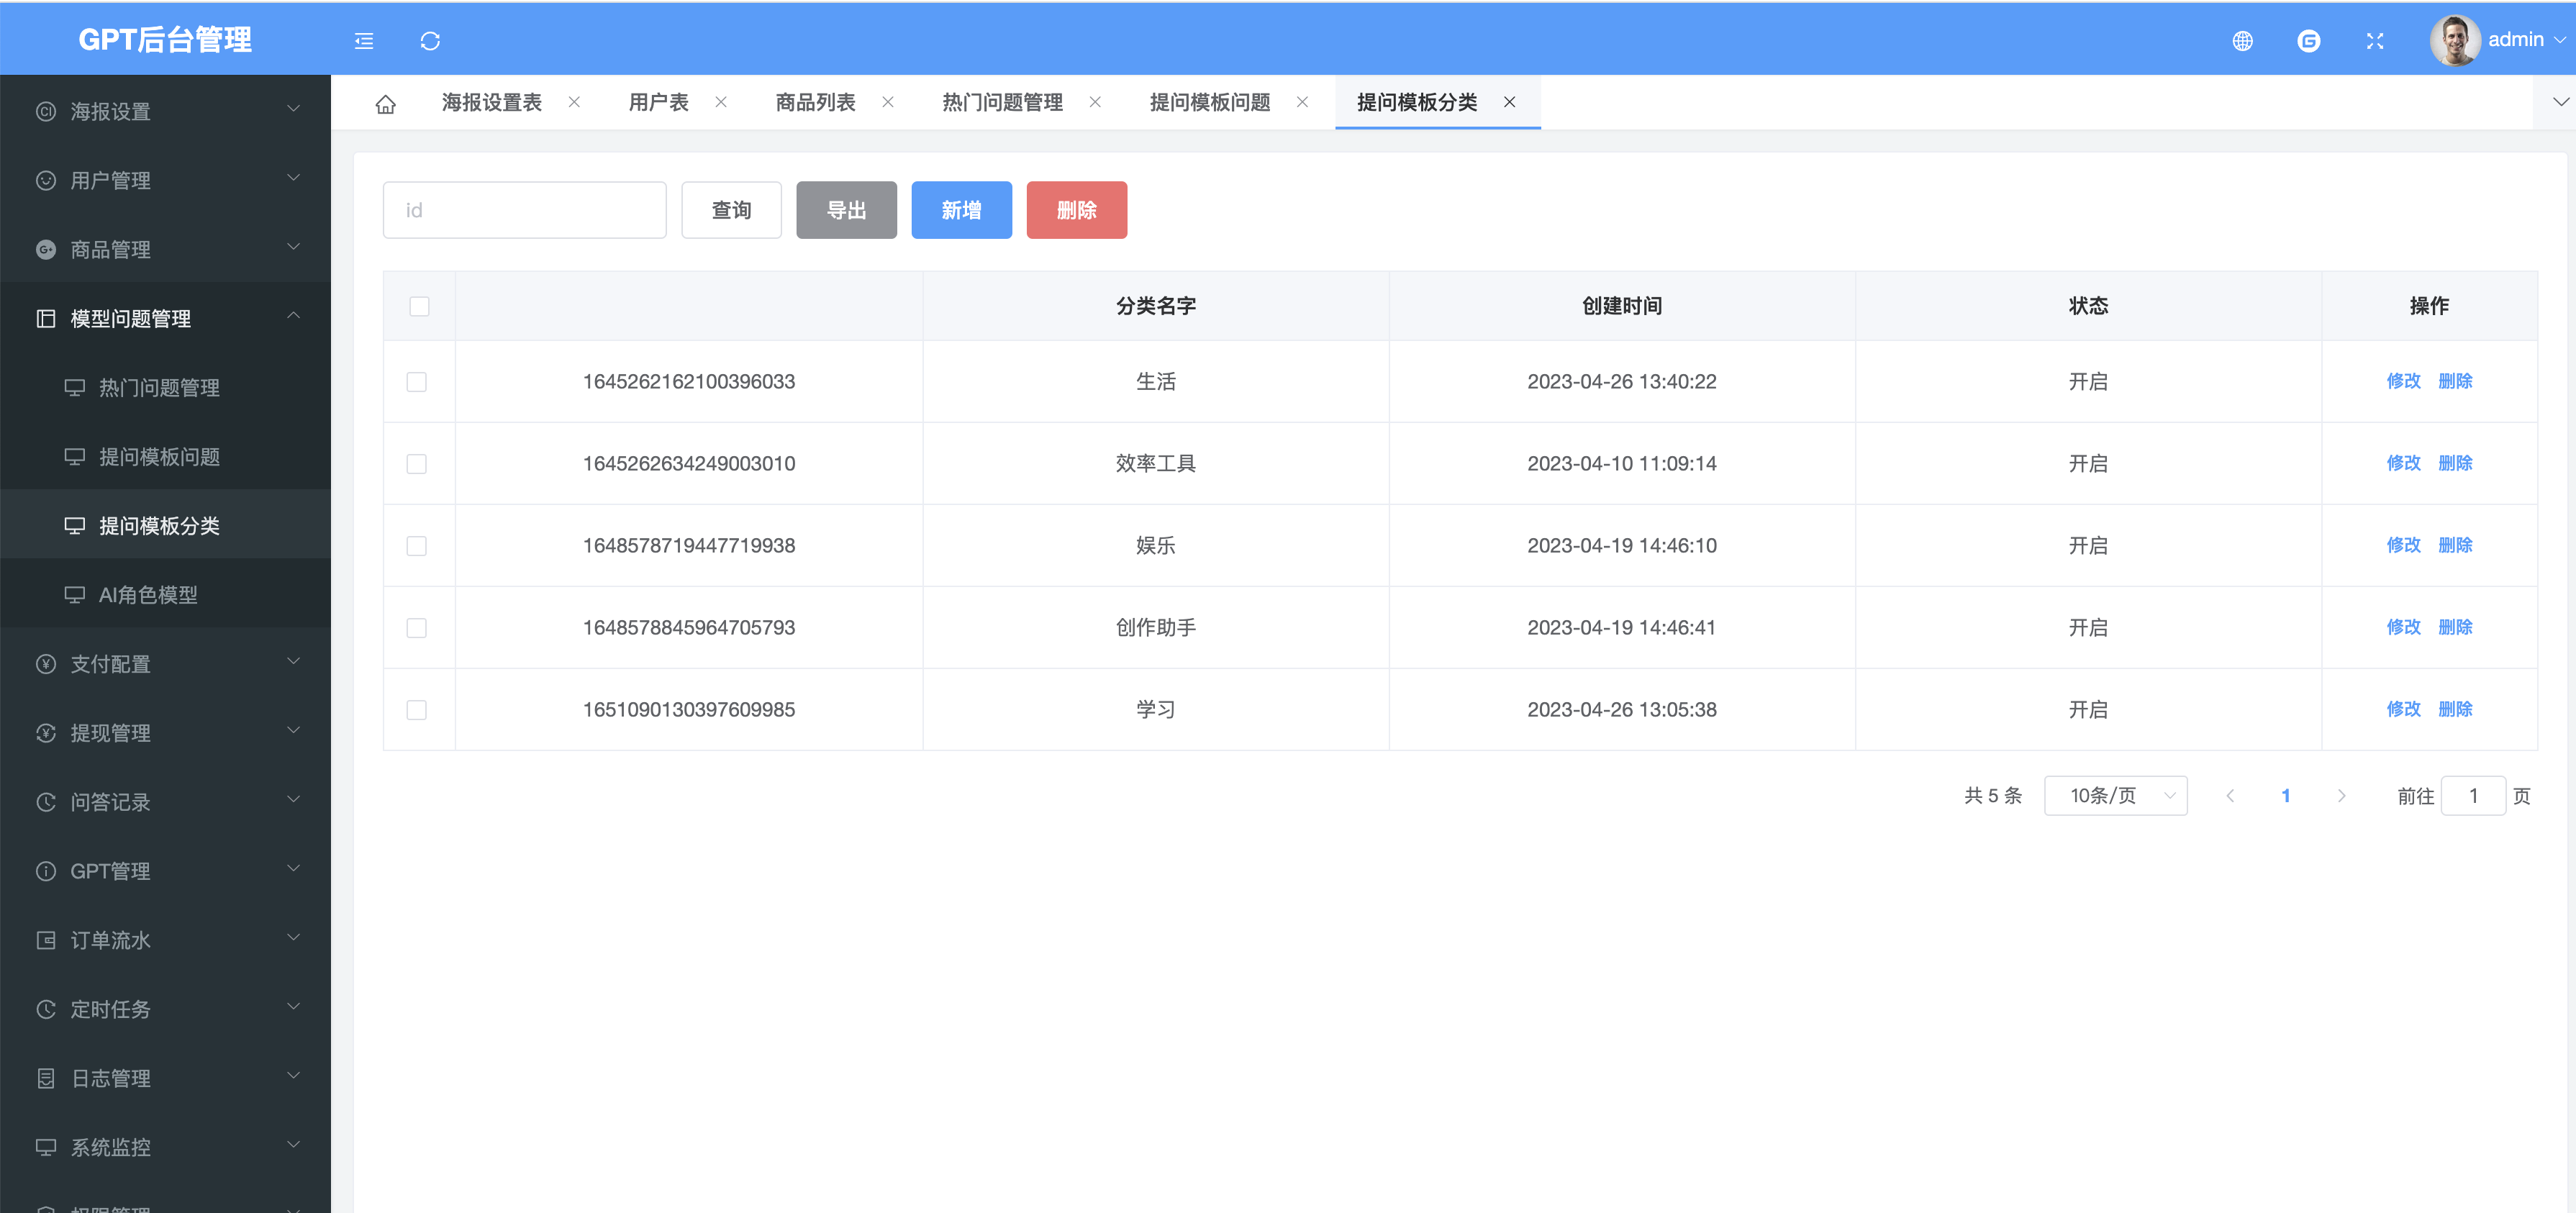 GPT后台管理
admin
海报设置表
用户表
商品列表
热门问题管理
提问模板问题
提问模板分类
海报设置
用户管理
商品管理
模型问题管理
热门问题管理
提问模板问题
提问模板分类
AI角色模型
支付配置
提现管理
问答记录
GPT管理
订单流水
定时任务
日志管理
系统监控
权限管理
id
查询
导出
新增
删除
分类名字 创建时间 状态 操作
1645262162100396033 生活 2023-04-26 13:40:22 开启 修改 删除
1645262634249003010 效率工具 2023-04-10 11:09:14 开启 修改 删除
1648578719447719938 娱乐 2023-04-19 14:46:10 开启 修改 删除
1648578845964705793 创作助手 2023-04-19 14:46:41 开启 修改 删除
1651090130397609985 学习 2023-04-26 13:05:38 开启 修改 删除
共 5 条 10条/页 1 前往 1 页